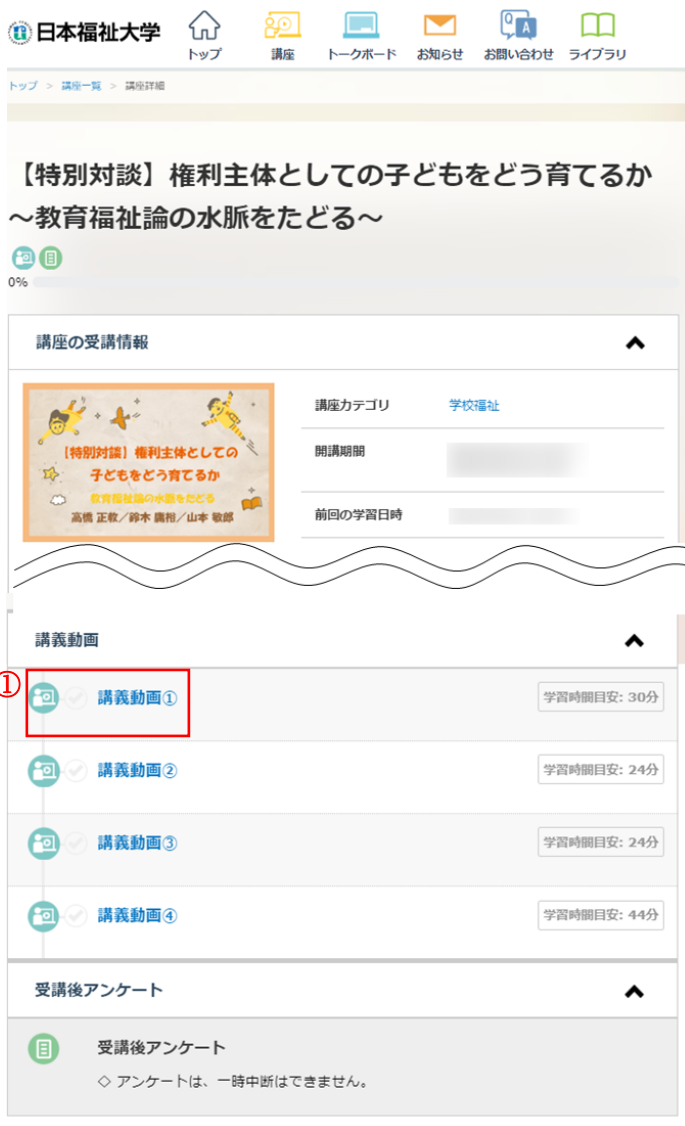 日本福祉大学
トップ 講座 トークボード お知らせ お問い合わせ ライブラリ
トップ > 講座一覧 > 講座詳細
【特別対談】権利主体としての子どもをどう育てるか
～教育福祉論の水脈をたどる～
0%
講座の受講情報
【特別対談】権利主体としての
子どもをどう育てるか
教育福祉論の水脈をたどる
高橋 正教／鈴木 庸裕／山本 敏郎
講座カテゴリ 学校福祉
開講期間
前回の学習日時
講義動画
①
講義動画① 学習時間目安: 30分
講義動画② 学習時間目安: 24分
講義動画③ 学習時間目安: 24分
講義動画④ 学習時間目安: 44分
受講後アンケート
受講後アンケート
◇ アンケートは、一時中断はできません。